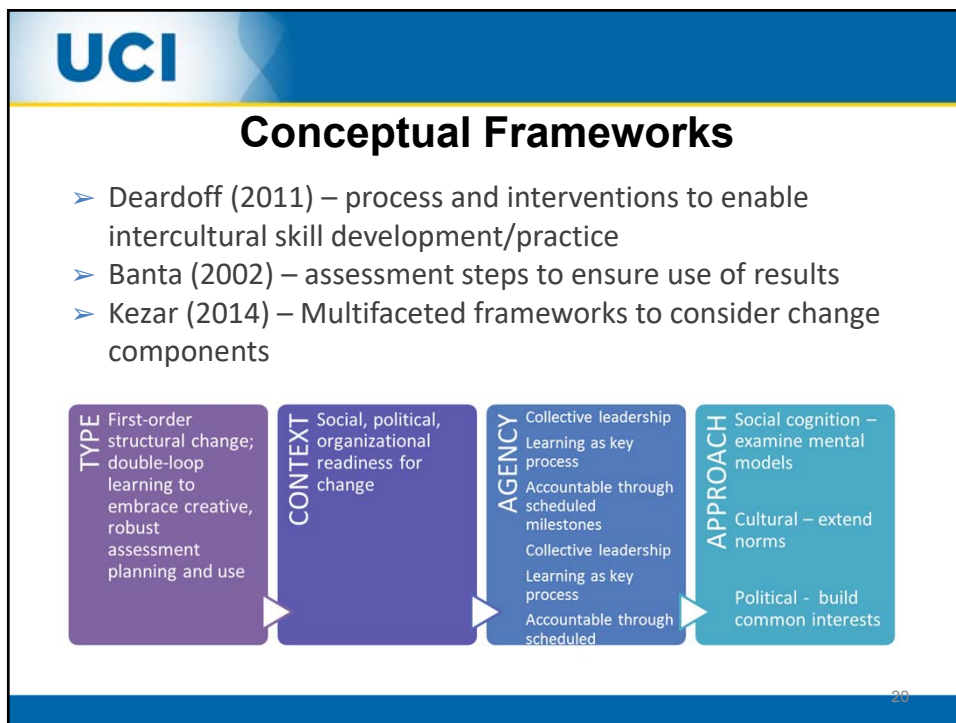 UCI
Conceptual Frameworks
➢ Deardoff (2011) – process and interventions to enable
intercultural skill development/practice
➢ Banta (2002) – assessment steps to ensure use of results
➢ Kezar (2014) – Multifaceted frameworks to consider change
components
TYPE
First-order
structural change;
double-loop
learning to
embrace creative,
robust
assessment
planning and use
CONTEXT
Social, political,
organizational
readiness for
change
AGENCY
Collective leadership
Learning as key
process
Accountable through
scheduled
milestones
Collective leadership
Learning as key
process
Accountable through
scheduled
APPROACH
Social cognition –
examine mental
models
Cultural – extend
norms
Political - build
common interests
20